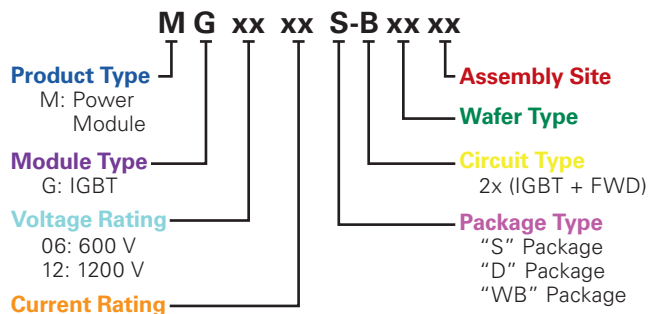 M G xx xx S-B xx xx
Product Type
M: Power
Module
Module Type
G: IGBT
Voltage Rating
06: 600 V
12: 1200 V
Current Rating
Assembly Site
Wafer Type
Circuit Type
2x (IGBT + FWD)
Package Type
“S” Package
“D” Package
“WB” Package